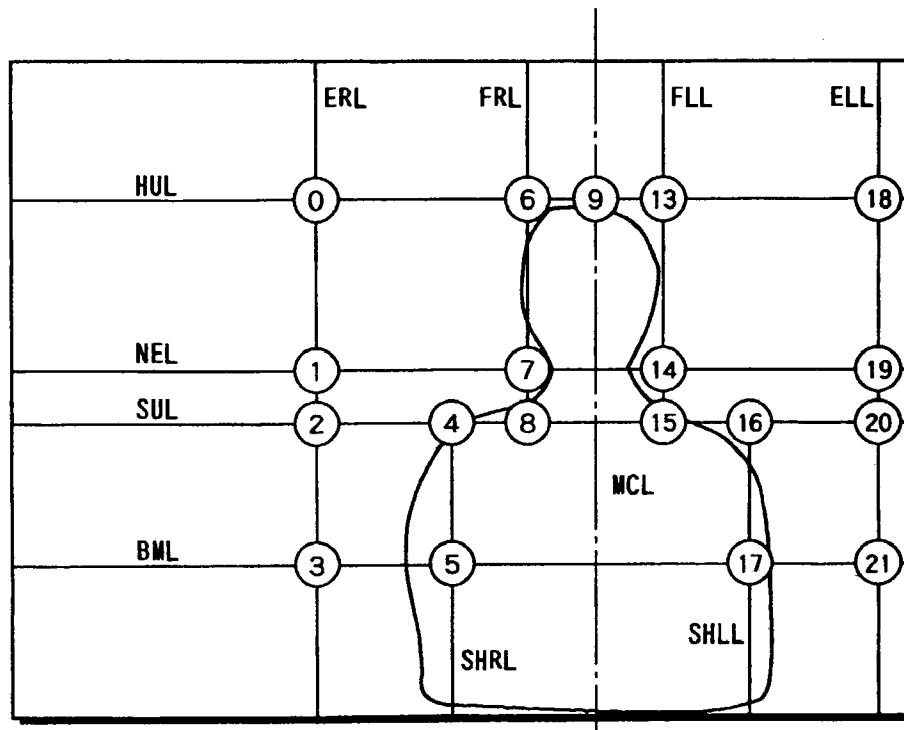 ERL FRL FLL ELL
HUL 0 6 9 13 18
NEL 1 7 14 19
SUL 2 4 8 15 16 20
MCL
BML 3 5 17 21
SHRL SHLL